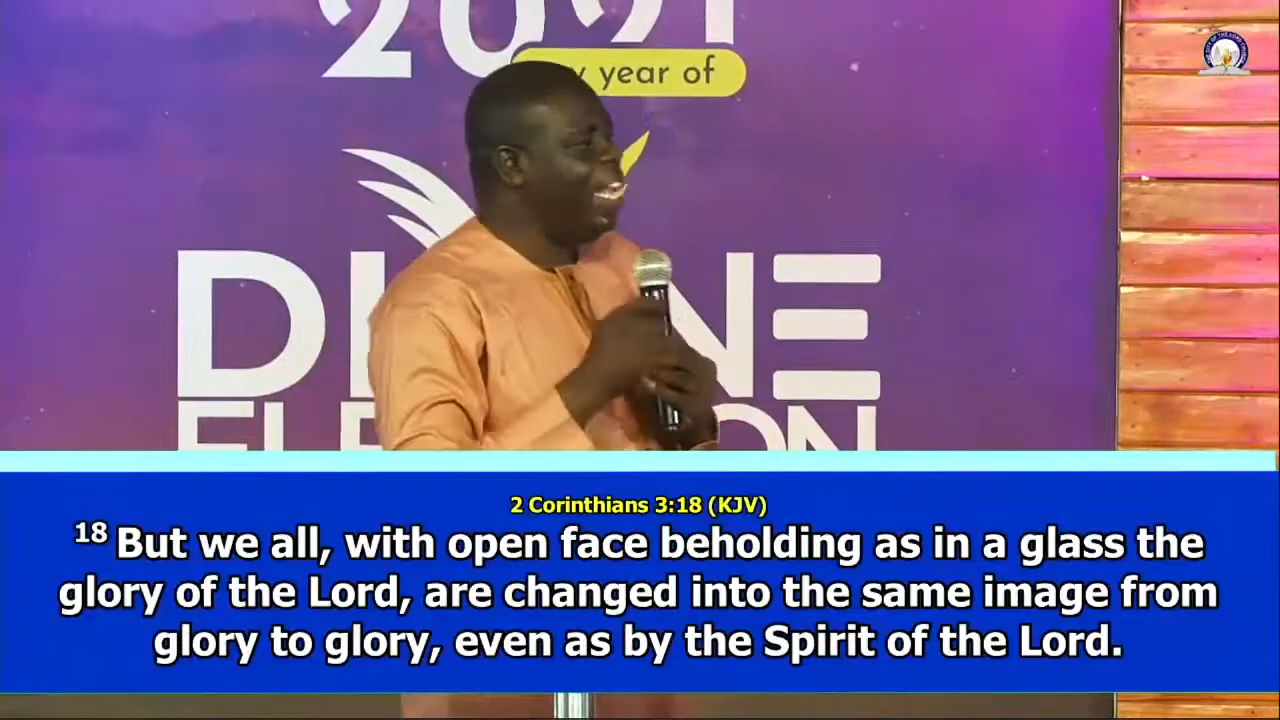 2021
year of
2 Corinthians 3:18 (KJV)
18 But we all, with open face beholding as in a glass the
glory of the Lord, are changed into the same image from
glory to glory, even as by the Spirit of the Lord.